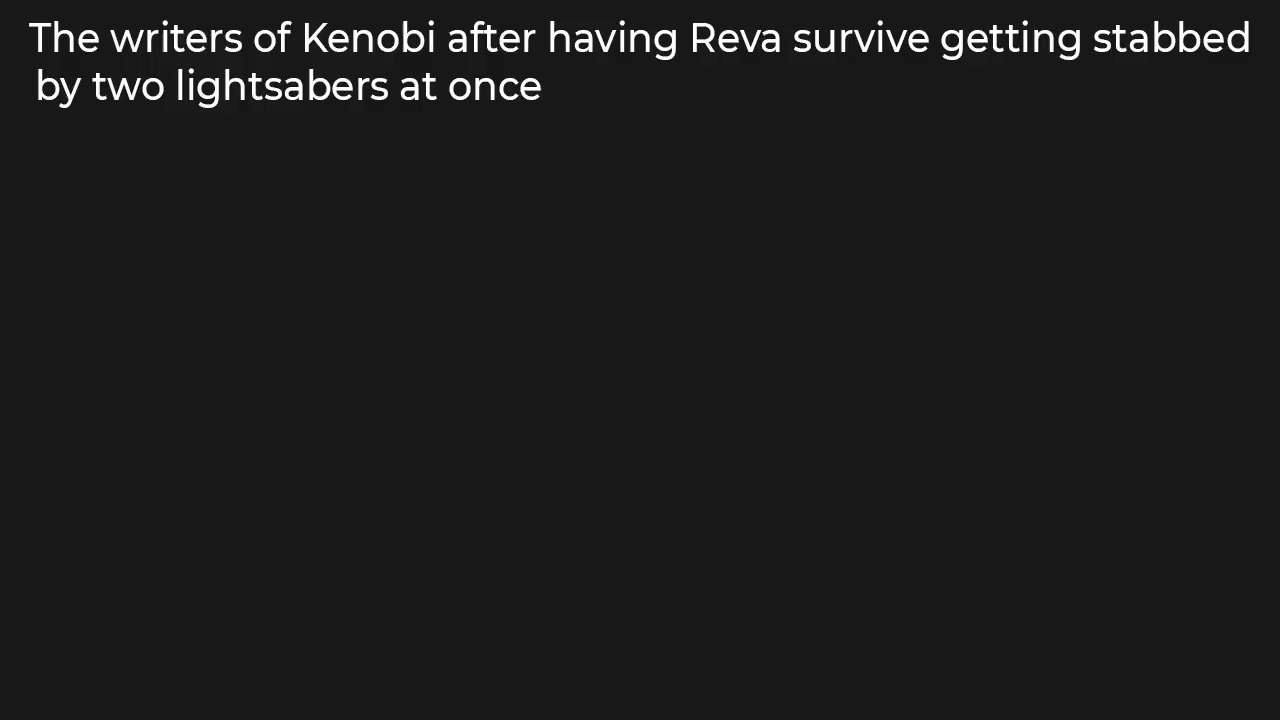 The writers of Kenobi after having Reva survive getting stabbed
by two lightsabers at once